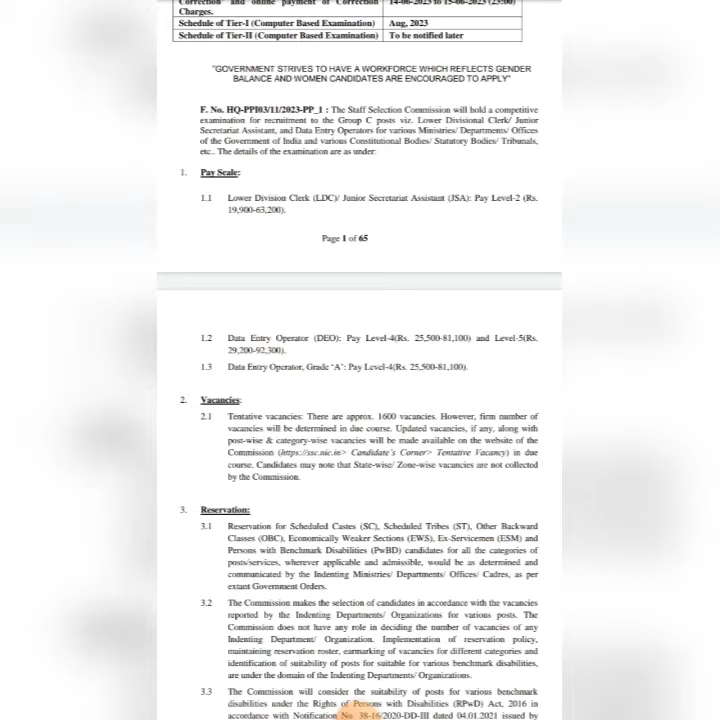 Correction and online payment of Correction 14-06-2023 to 15-06-2023 (23:00)
Charges.
Schedule of Tier-I (Computer Based Examination) Aug, 2023
Schedule of Tier-II (Computer Based Examination) To be notified later
"GOVERNMENT STRIVES TO HAVE A WORKFORCE WHICH REFLECTS GENDER
BALANCE AND WOMEN CANDIDATES ARE ENCOURAGED TO APPLY"
F. No. HQ-PPI03/11/2023-PP_1 : The Staff Selection Commission will hold a competitive
examination for recruitment to the Group C posts viz. Lower Divisional Clerk/ Junior
Secretariat Assistant, and Data Entry Operators for various Ministries/ Departments/ Offices
of the Government of India and various Constitutional Bodies/ Statutory Bodies/ Tribunals,
etc.. The details of the examination are as under:
1. Pay Scale:
1.1 Lower Division Clerk (LDC)/ Junior Secretariat Assistant (JSA): Pay Level-2 (Rs.
19,900-63,200).
Page 1 of 65
1.2 Data Entry Operator (DEO): Pay Level-4(Rs. 25,500-81,100) and Level-5(Rs.
29,200-92,300).
1.3 Data Entry Operator, Grade 'A': Pay Level-4(Rs. 25,500-81,100).
2. Vacancies:
2.1 Tentative vacancies: There are approx. 1600 vacancies. However, firm number of
vacancies will be determined in due course. Updated vacancies, if any, along with
post-wise & category-wise vacancies will be made available on the website of the
Commission (https://ssc.nic.in> Candidate's Corner> Tentative Vacancy) in due
course. Candidates may note that State-wise/ Zone-wise vacancies are not collected
by the Commission.
3. Reservation:
3.1 Reservation for Scheduled Castes (SC), Scheduled Tribes (ST), Other Backward
Classes (OBC), Economically Weaker Sections (EWS), Ex-Servicemen (ESM) and
Persons with Benchmark Disabilities (PwBD) candidates for all the categories of
posts/services, wherever applicable and admissible, would be as determined and
communicated by the Indenting Ministries/ Departments/ Offices/ Cadres, as per
extant Government Orders.
3.2 The Commission makes the selection of candidates in accordance with the vacancies
reported by the Indenting Departments/ Organizations for various posts. The
Commission does not have any role in deciding the number of vacancies of any
Indenting Department/ Organization. Implementation of reservation policy,
maintaining reservation roster, earmarking of vacancies for different categories and
identification of suitability of posts for suitable for various benchmark disabilities,
are under the domain of the Indenting Departments/ Organizations.
3.3 The Commission will consider the suitability of posts for various benchmark
disabilities under the Rights of Persons with Disabilities (RPwD) Act, 2016 in
accordance with Notification No. 38-16/2020-DD-III dated 04.01.2021 issued by